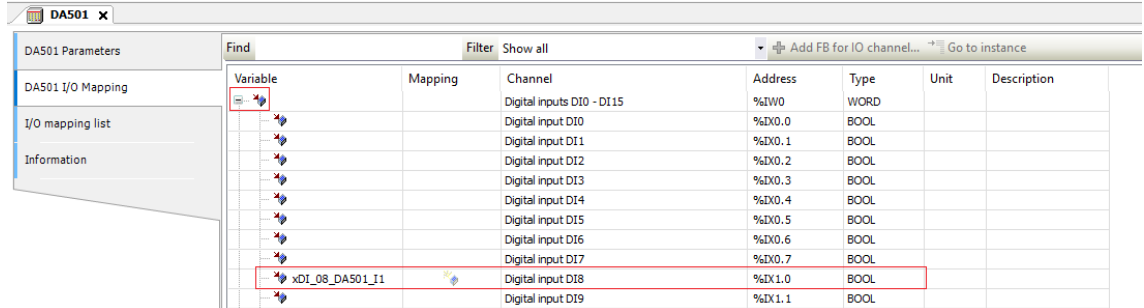 DA501 x
DA501 Parameters
DA501 I/O Mapping
I/O mapping list
Information
Find Filter Show all Add FB for IO channel... Go to instance
Variable Mapping Channel Address Type Unit Description
Digital inputs DI0 - DI15 %IW0 WORD
Digital input DI0 %IX0.0 BOOL
Digital input DI1 %IX0.1 BOOL
Digital input DI2 %IX0.2 BOOL
Digital input DI3 %IX0.3 BOOL
Digital input DI4 %IX0.4 BOOL
Digital input DI5 %IX0.5 BOOL
Digital input DI6 %IX0.6 BOOL
Digital input DI7 %IX0.7 BOOL
xDI_08_DA501_I1 Digital input DI8 %IX1.0 BOOL
Digital input DI9 %IX1.1 BOOL